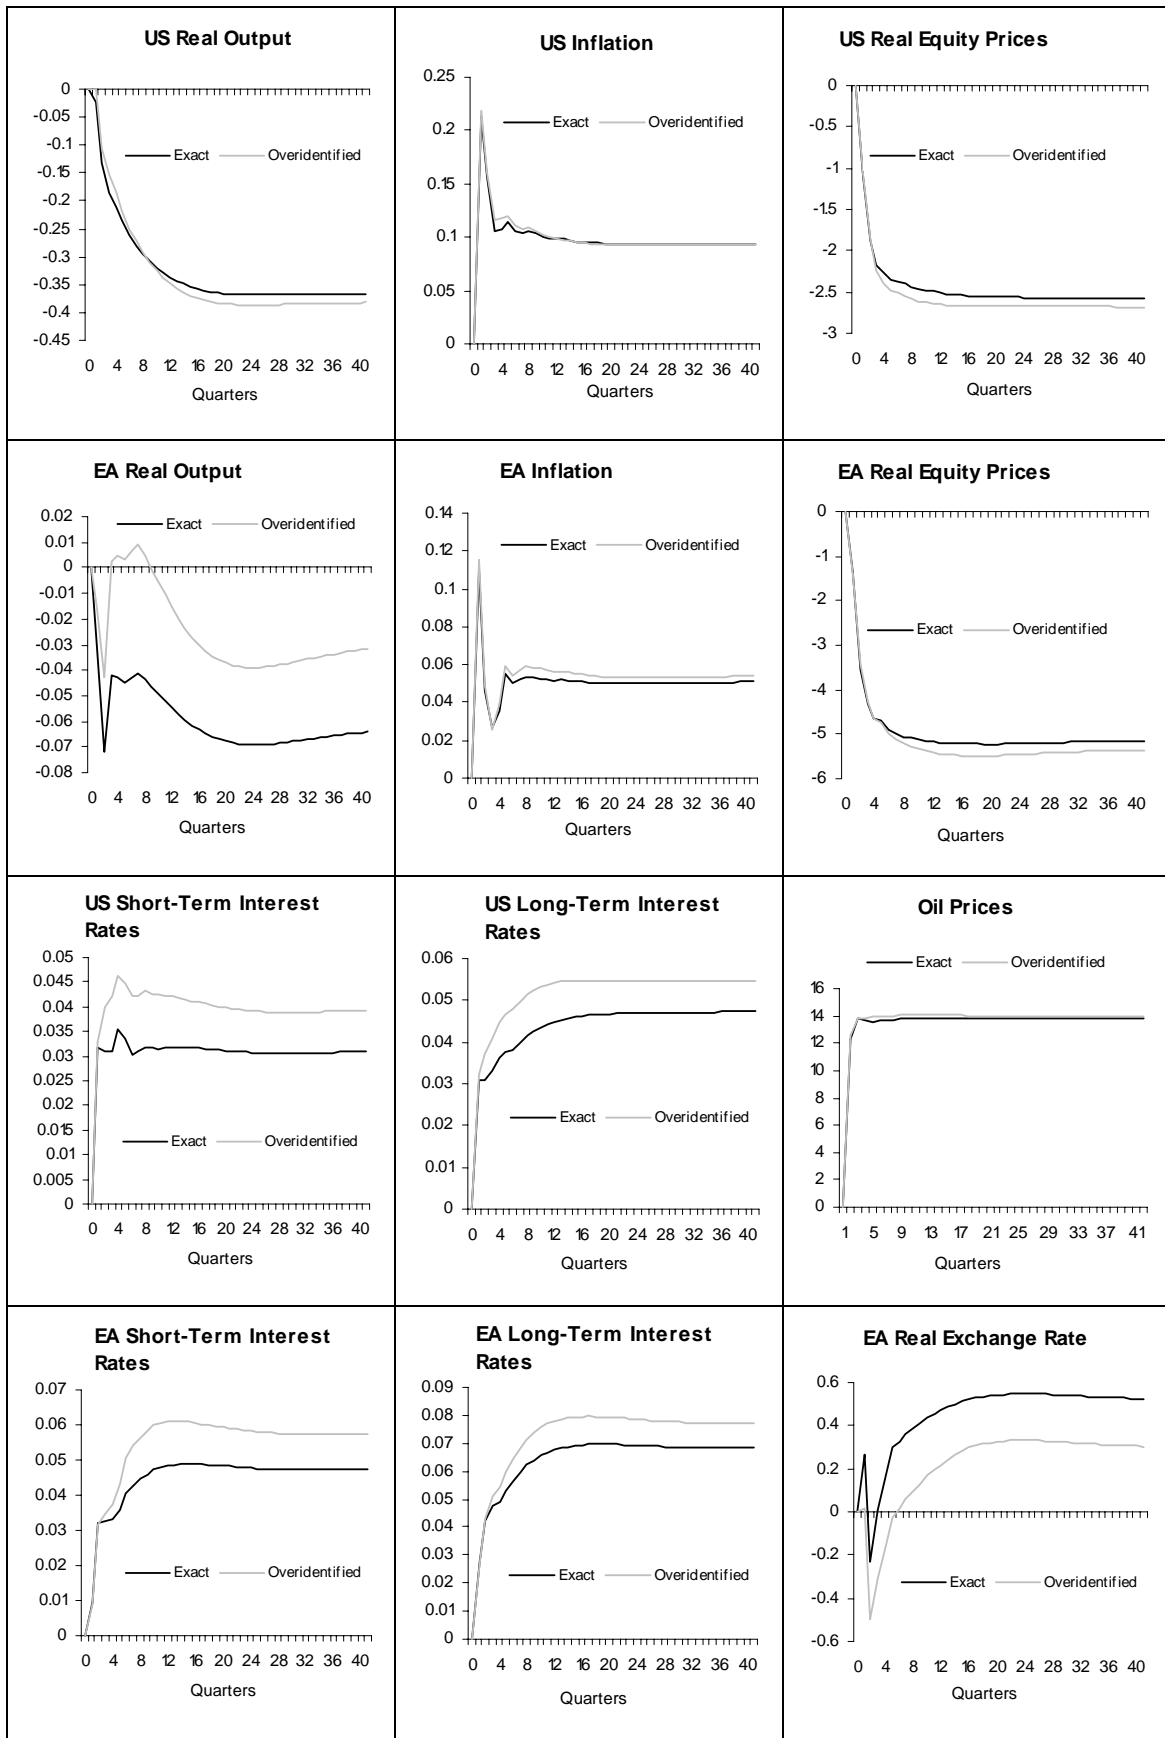 US Real Output
0
-0.05
-0.1
-0.15
-0.2
-0.25
-0.3
-0.35
-0.4
-0.45
Exact Overidentified
0 4 8 12 16 20 24 28 32 36 40
Quarters
US Inflation
0.25
0.2
0.15
0.1
0.05
0
Exact Overidentified
0 4 8 12 16 20 24 28 32 36 40
Quarters
US Real Equity Prices
0
-0.5
-1
-1.5
-2
-2.5
-3
Exact Overidentified
0 4 8 12 16 20 24 28 32 36 40
Quarters
EA Real Output
0.02
0.01
0
-0.01
-0.02
-0.03
-0.04
-0.05
-0.06
-0.07
-0.08
Exact Overidentified
0 4 8 12 16 20 24 28 32 36 40
Quarters
EA Inflation
0.14
0.12
0.1
0.08
0.06
0.04
0.02
0
Exact Overidentified
0 4 8 12 16 20 24 28 32 36 40
Quarters
EA Real Equity Prices
0
-1
-2
-3
-4
-5
-6
Exact Overidentified
0 4 8 12 16 20 24 28 32 36 40
Quarters
US Short-Term Interest
Rates
0.05
0.045
0.04
0.035
0.03
0.025
0.02
0.015
0.01
0.005
0
Exact Overidentified
0 4 8 12 16 20 24 28 32 36 40
Quarters
US Long-Term Interest
Rates
0.06
0.05
0.04
0.03
0.02
0.01
0
Exact Overidentified
0 4 8 12 16 20 24 28 32 36 40
Quarters
Oil Prices
Exact Overidentified
16
14
12
10
8
6
4
2
0
1 5 9 13 17 21 25 29 33 37 41
Quarters
EA Short-Term Interest
Rates
0.07
0.06
0.05
0.04
0.03
0.02
0.01
0
Exact Overidentified
0 4 8 12 16 20 24 28 32 36 40
Quarters
EA Long-Term Interest
Rates
0.09
0.08
0.07
0.06
0.05
0.04
0.03
0.02
0.01
0
Exact Overidentified
0 4 8 12 16 20 24 28 32 36 40
Quarters
EA Real Exchange Rate
0.6
0.4
0.2
0
-0.2
-0.4
-0.6
Exact Overidentified
0 4 8 12 16 20 24 28 32 36 40
Quarters